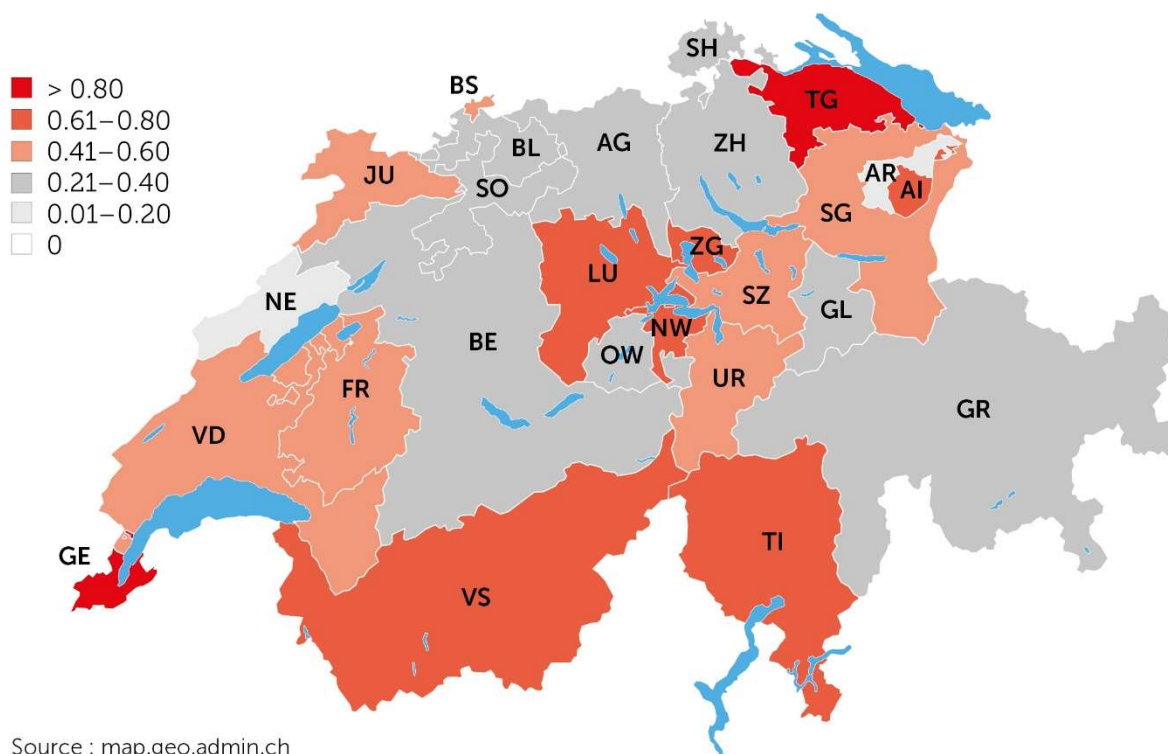 > 0.80
0.61–0.80
0.41–0.60
0.21–0.40
0.01–0.20
0
SH
BS
TG
BL
AG
ZH
JU
SO
AR
AI
SG
ZG
LU
SZ
NE
GL
NW
BE
OW
UR
FR
GR
VD
TI
GE
VS
Source : map.geo.admin.ch